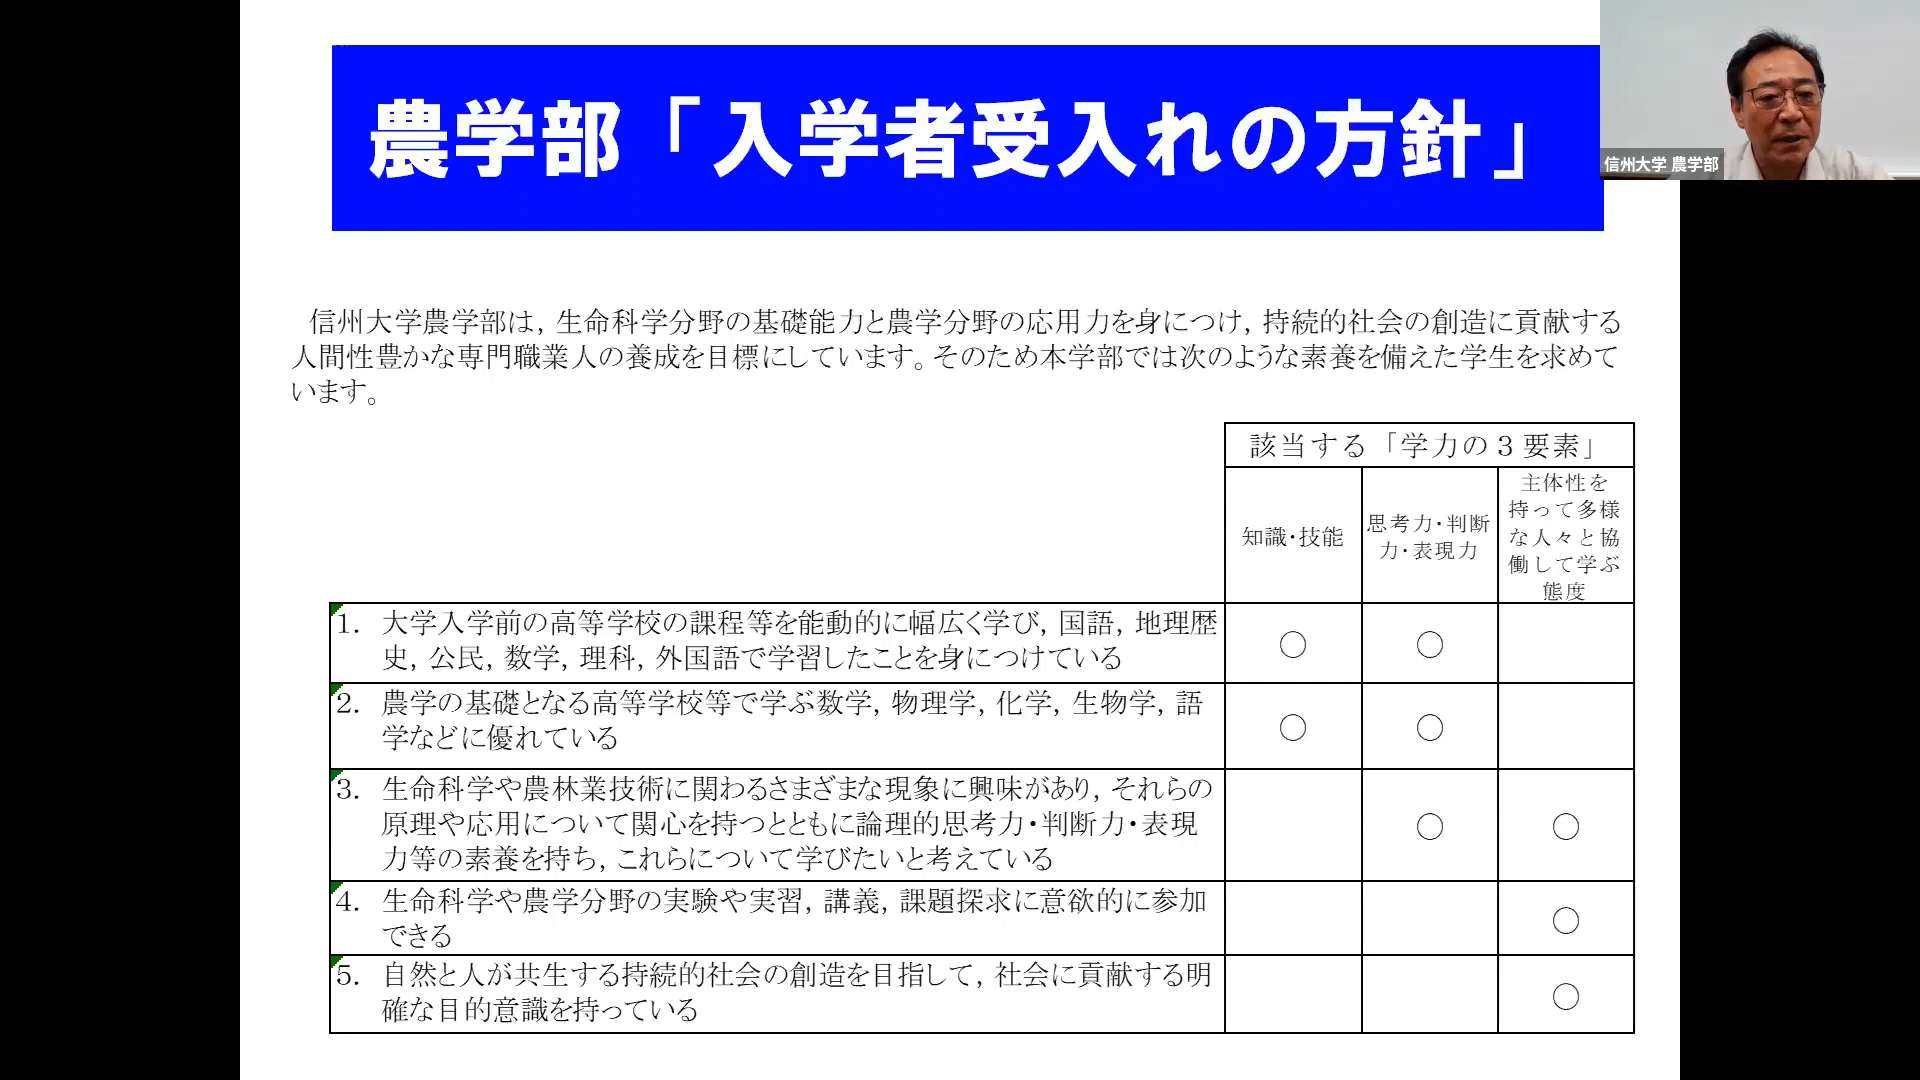 農学部「入学者受入れの方針」
信州大学 農学部
信州大学農学部は，生命科学分野の基礎能力と農学分野の応用力を身につけ，持続的社会の創造に貢献する
人間性豊かな専門職業人の養成を目標にしています。そのため本学部では次のような素養を備えた学生を求めて
います。
該当する「学力の３要素」
知識・技能
思考力・判断
力・表現力
主体性を
持って多様
な人々と協
働して学ぶ
態度
1. 大学入学前の高等学校の課程等を能動的に幅広く学び，国語，地理歴
史，公民，数学，理科，外国語で学習したことを身につけている
○ ○
2. 農学の基礎となる高等学校等で学ぶ数学，物理学，化学，生物学，語
学などに優れている
○ ○
3. 生命科学や農林業技術に関わるさまざまな現象に興味があり，それらの
原理や応用について関心を持つとともに論理的思考力・判断力・表現
力等の素養を持ち，これらについて学びたいと考えている
○ ○
4. 生命科学や農学分野の実験や実習，講義，課題探求に意欲的に参加
できる
○
5. 自然と人が共生する持続的社会の創造を目指して，社会に貢献する明
確な目的意識を持っている
○